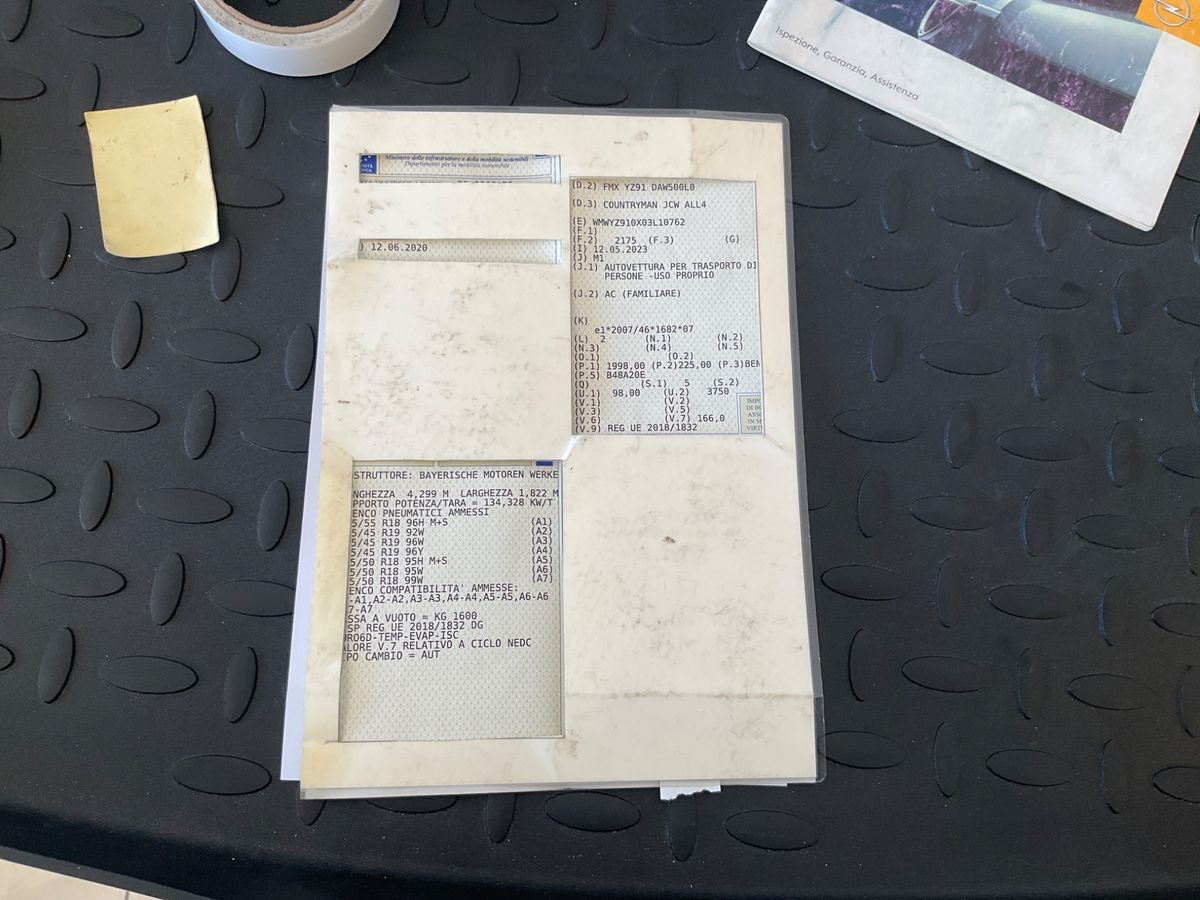 Ispezione, Garanzia, Assistenza
Ministero delle infrastrutture e della mobilità sostenibili
Dipartimento per la mobilità sostenibile
) 12.06.2020
(D.2) FMX YZ91 DAW500L0
(D.3) COUNTRYMAN JCW ALL4
(E) WMWYZ910X03L10762
(F.1)
(F.2) 2175 (F.3) (G)
(I) 12.05.2023
(J) M1
(J.1) AUTOVETTURA PER TRASPORTO DI
PERSONE -USO PROPRIO
(J.2) AC (FAMILIARE)
(K)
e1*2007/46*1682*07
(L) 2 (N.1) (N.2)
(N.3) (N.4) (N.5)
(O.1) (O.2)
(P.1) 1998,00 (P.2)225,00 (P.3)BEN
(P.5) B48A20E
(Q) (S.1) 5 (S.2)
(U.1) 98,00 (U.2) 3750
(V.1) (V.2)
(V.3) (V.5)
(V.6) (V.7) 166,0
(V.9) REG UE 2018/1832
IMPO
DI BO
ASSO
IN M
VIRT
STRUTTORE: BAYERISCHE MOTOREN WERKE
NGHEZZA 4,299 M LARGHEZZA 1,822 M
PPORTO POTENZA/TARA = 134,328 KW/T
ENCO PNEUMATICI AMMESSI
5/55 R18 96H M+S (A1)
5/45 R19 92W (A2)
5/45 R19 96W (A3)
5/45 R19 96Y (A4)
5/50 R18 95H M+S (A5)
5/50 R18 95W (A6)
5/50 R18 99W (A7)
ENCO COMPATIBILITA' AMMESSE:
-A1,A2-A2,A3-A3,A4-A4,A5-A5,A6-A6
7-A7
SSA A VUOTO = KG 1600
SP REG UE 2018/1832 DG
RO6D-TEMP-EVAP-ISC
ALORE V.7 RELATIVO A CICLO NEDC
PO CAMBIO = AUT